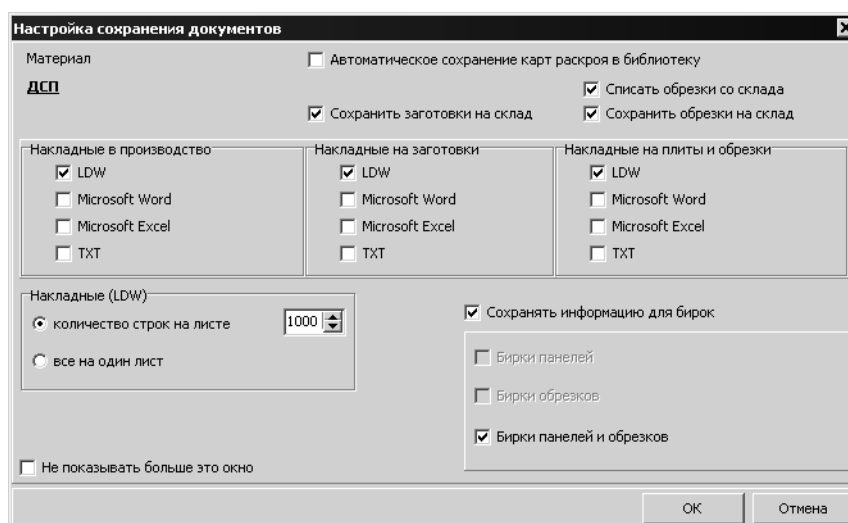 Настройка сохранения документов
Материал
Автоматическое сохранение карт раскроя в библиотеку
ДСП
Списать обрезки со склада
Сохранить заготовки на склад
Сохранить обрезки на склад
Накладные в производство
LDW
Microsoft Word
Microsoft Excel
TXT
Накладные на заготовки
LDW
Microsoft Word
Microsoft Excel
TXT
Накладные на плиты и обрезки
LDW
Microsoft Word
Microsoft Excel
TXT
Накладные (LDW)
количество строк на листе
1000
все на один лист
Сохранять информацию для бирок
Бирки панелей
Бирки обрезков
Бирки панелей и обрезков
Не показывать больше это окно
OK
Отмена